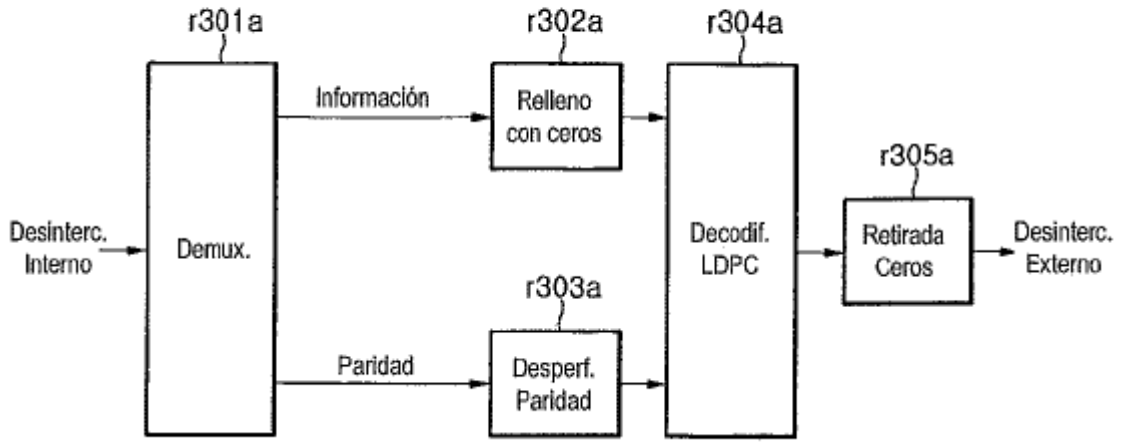 r301a
r302a
r304a
Información
Relleno
con ceros
r305a
Desinterc.
Interno
Demux.
Decodif.
LDPC
Retirada
Ceros
Desinterc.
Externo
r303a
Paridad
Desperf.
Paridad